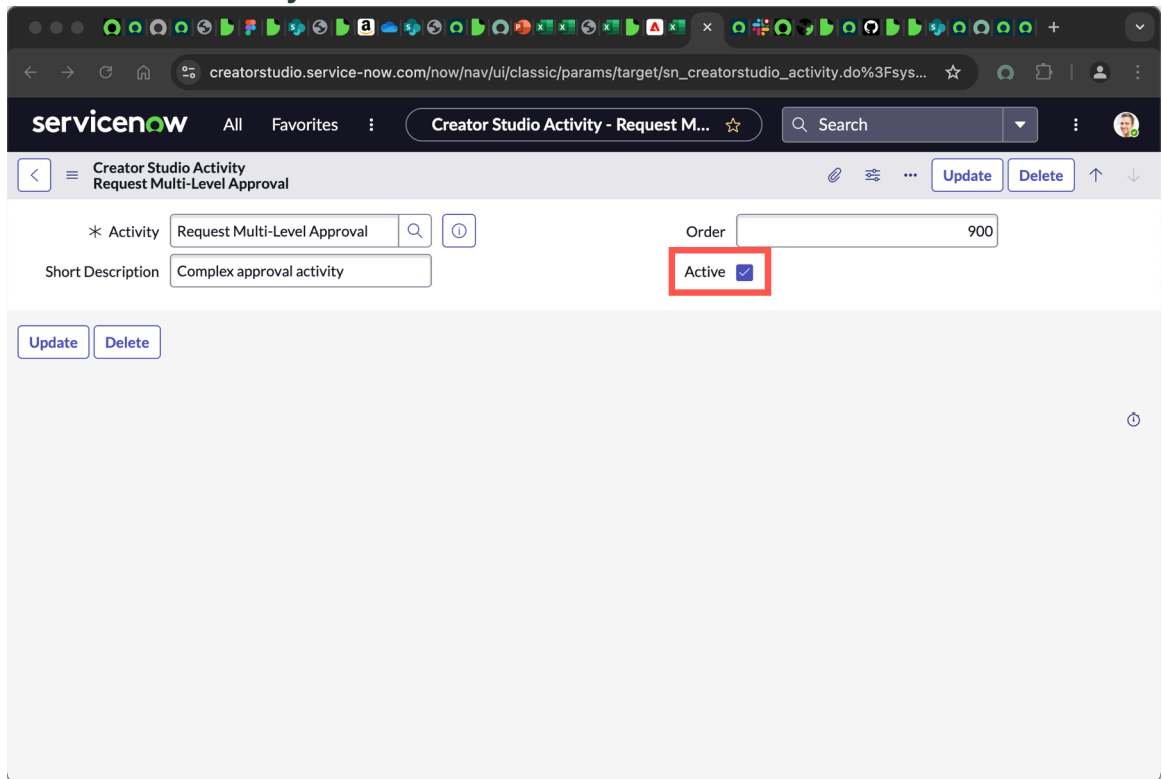 creatorstudio.service-now.com/now/nav/ui/classic/params/target/sn_creatorstudio_activity.do%3Fsys...
servicenow All Favorites Creator Studio Activity - Request M... Search
Creator Studio Activity
Request Multi-Level Approval
Update Delete
Activity Request Multi-Level Approval Order 900
Short Description Complex approval activity Active
Update Delete